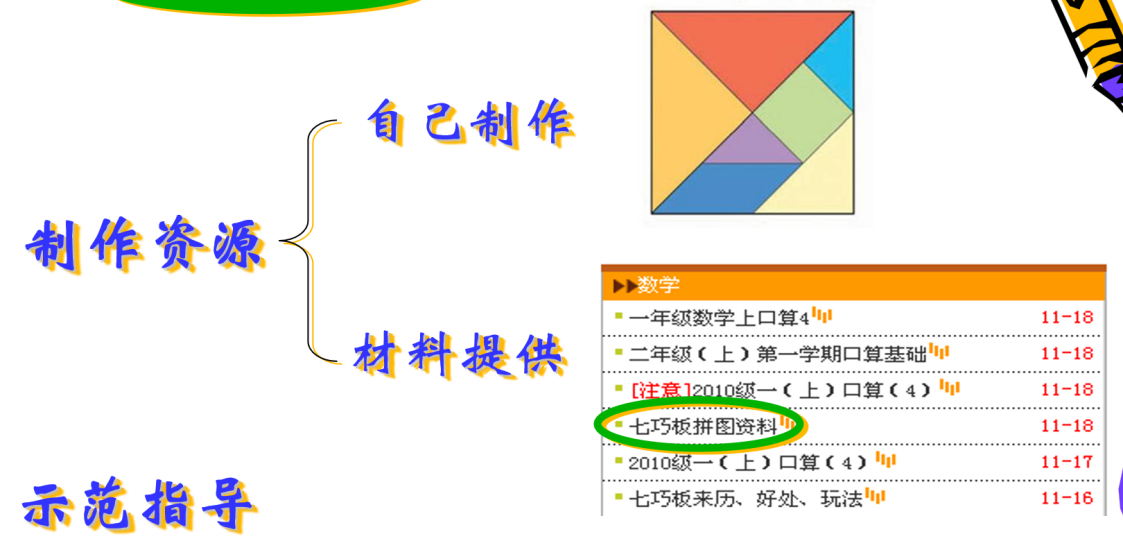 自己制作
制作资源
材料提供
示范指导
▶▶数学
一年级数学上口算4 11-18
二年级（上）第一学期口算基础 11-18
[注意]2010级一（上）口算（4） 11-18
七巧板拼图资料 11-18
2010级一（上）口算（4） 11-17
七巧板来历、好处、玩法 11-16